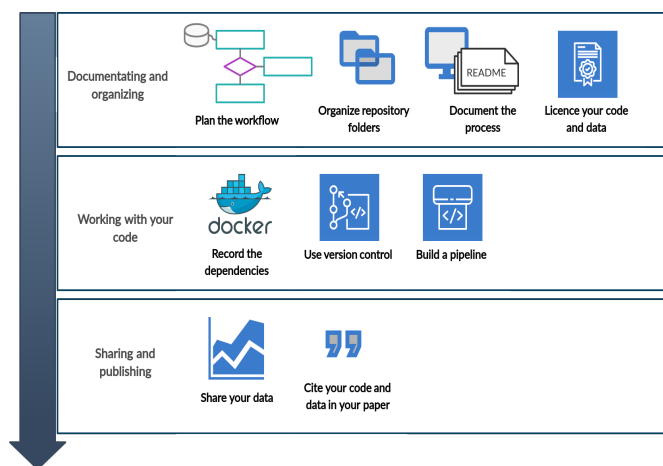 Documentating and
organizing
Plan the workflow
Organize repository
folders
README
Document the
process
Licence your code
and data
Working with your
code
docker
Record the
dependencies
Use version control
</>
Build a pipeline
</>
Sharing and
publishing
Share your data
Cite your code and
data in your paper